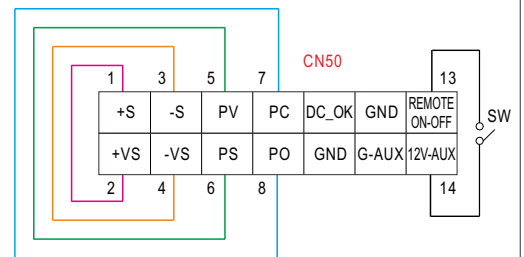 CN50
1 3 5 7 13
+S -S PV PC DC_OK GND REMOTE ON-OFF
SW
+VS -VS PS PO GND G-AUX 12V-AUX
2 4 6 8 14